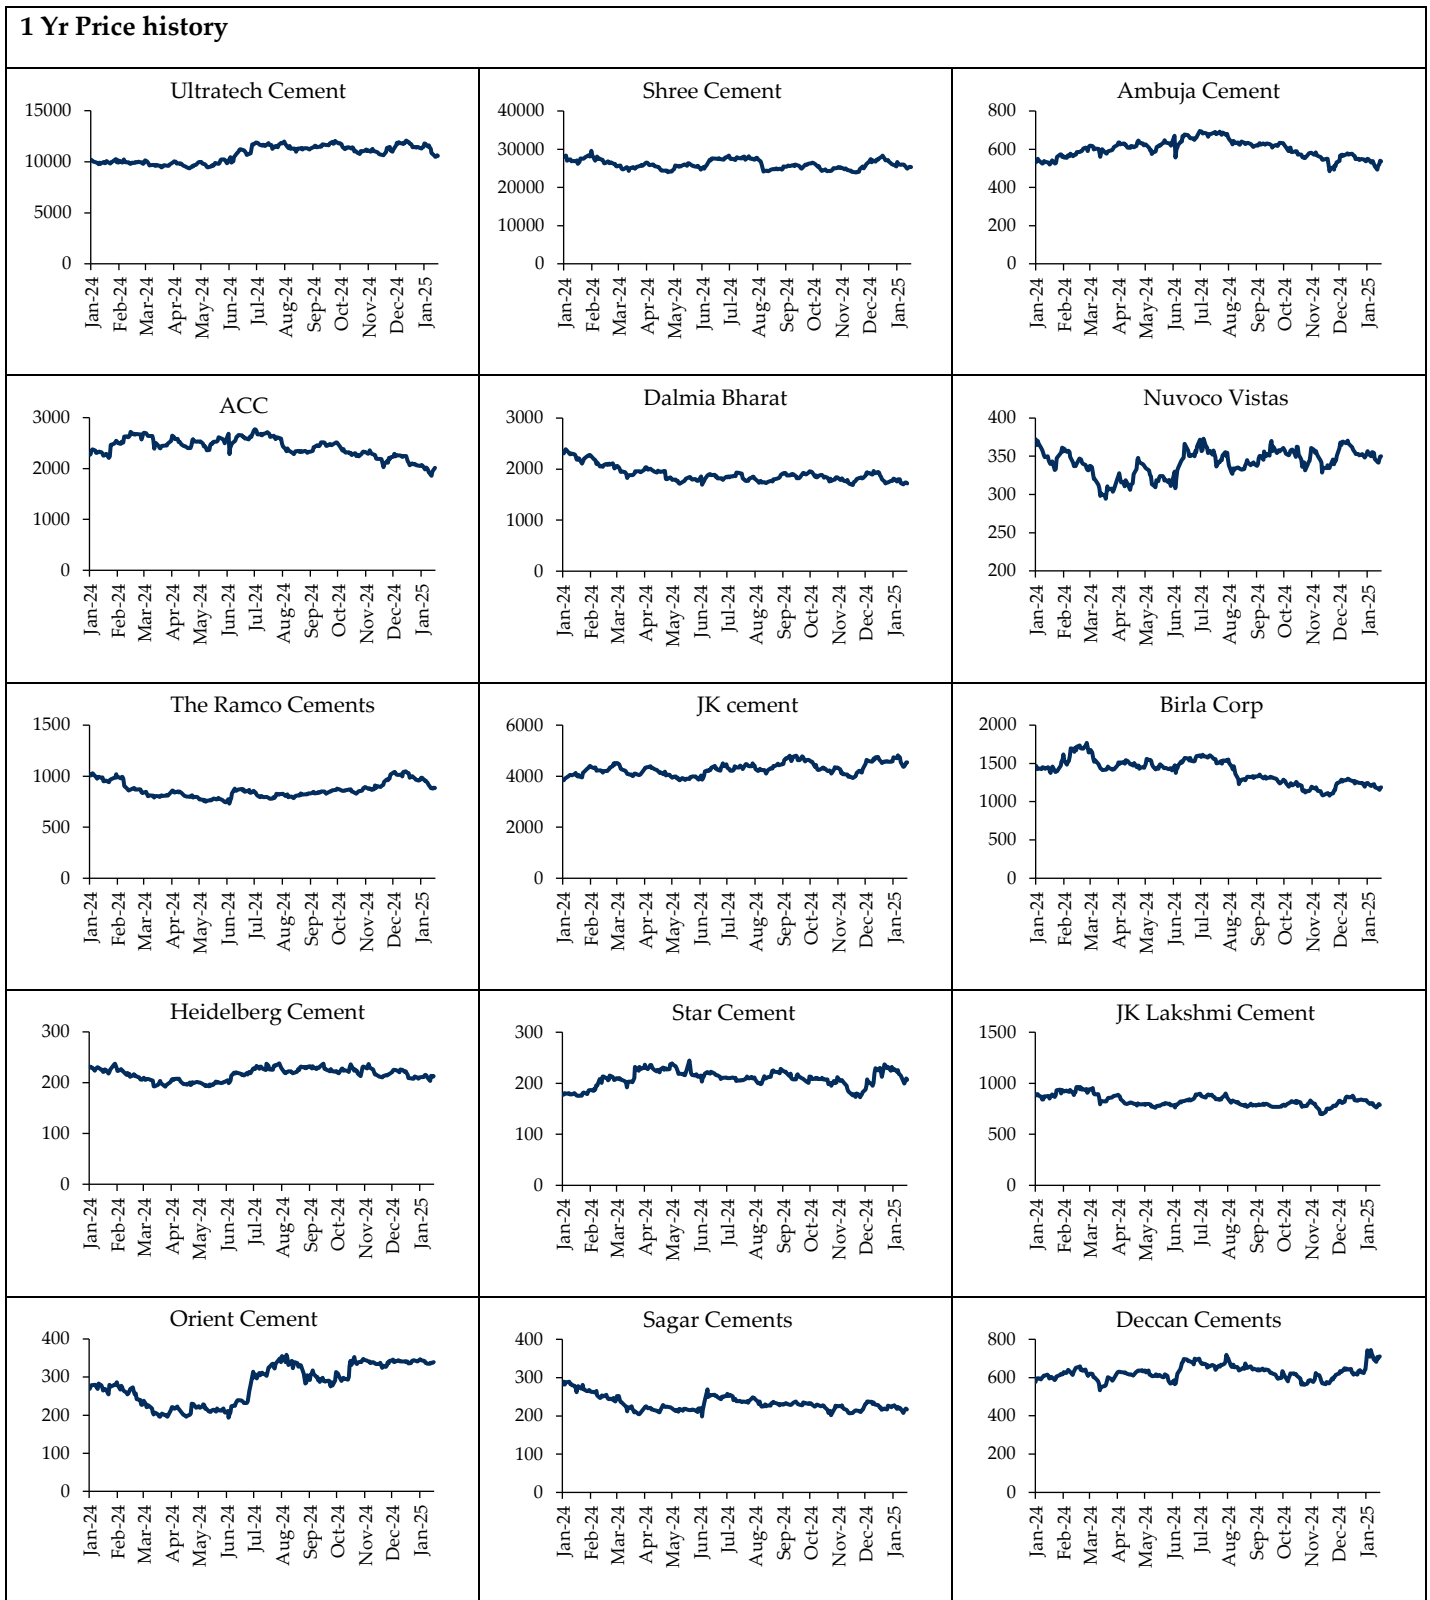 1 Yr Price history
Ultratech Cement
15000
10000
5000
0
Jan-24
Feb-24
Mar-24
Apr-24
May-24
Jun-24
Jul-24
Aug-24
Sep-24
Oct-24
Nov-24
Dec-24
Jan-25
Shree Cement
40000
30000
20000
10000
0
Jan-24
Feb-24
Mar-24
Apr-24
May-24
Jun-24
Jul-24
Aug-24
Sep-24
Oct-24
Nov-24
Dec-24
Jan-25
Ambuja Cement
800
600
400
200
0
Jan-24
Feb-24
Mar-24
Apr-24
May-24
Jun-24
Jul-24
Aug-24
Sep-24
Oct-24
Nov-24
Dec-24
Jan-25
ACC
3000
2000
1000
0
Jan-24
Feb-24
Mar-24
Apr-24
May-24
Jun-24
Jul-24
Aug-24
Sep-24
Oct-24
Nov-24
Dec-24
Jan-25
Dalmia Bharat
3000
2000
1000
0
Jan-24
Feb-24
Mar-24
Apr-24
May-24
Jun-24
Jul-24
Aug-24
Sep-24
Oct-24
Nov-24
Dec-24
Jan-25
Nuvoco Vistas
400
350
300
250
200
Jan-24
Feb-24
Mar-24
Apr-24
May-24
Jun-24
Jul-24
Aug-24
Sep-24
Oct-24
Nov-24
Dec-24
Jan-25
The Ramco Cements
1500
1000
500
0
Jan-24
Feb-24
Mar-24
Apr-24
May-24
Jun-24
Jul-24
Aug-24
Sep-24
Oct-24
Nov-24
Dec-24
Jan-25
JK cement
6000
4000
2000
0
Jan-24
Feb-24
Mar-24
Apr-24
May-24
Jun-24
Jul-24
Aug-24
Sep-24
Oct-24
Nov-24
Dec-24
Jan-25
Birla Corp
2000
1500
1000
500
0
Jan-24
Feb-24
Mar-24
Apr-24
May-24
Jun-24
Jul-24
Aug-24
Sep-24
Oct-24
Nov-24
Dec-24
Jan-25
Heidelberg Cement
300
200
100
0
Jan-24
Feb-24
Mar-24
Apr-24
May-24
Jun-24
Jul-24
Aug-24
Sep-24
Oct-24
Nov-24
Dec-24
Jan-25
Star Cement
300
200
100
0
Jan-24
Feb-24
Mar-24
Apr-24
May-24
Jun-24
Jul-24
Aug-24
Sep-24
Oct-24
Nov-24
Dec-24
Jan-25
JK Lakshmi Cement
1500
1000
500
0
Jan-24
Feb-24
Mar-24
Apr-24
May-24
Jun-24
Jul-24
Aug-24
Sep-24
Oct-24
Nov-24
Dec-24
Jan-25
Orient Cement
400
300
200
100
0
Jan-24
Feb-24
Mar-24
Apr-24
May-24
Jun-24
Jul-24
Aug-24
Sep-24
Oct-24
Nov-24
Dec-24
Jan-25
Sagar Cements
400
300
200
100
0
Jan-24
Feb-24
Mar-24
Apr-24
May-24
Jun-24
Jul-24
Aug-24
Sep-24
Oct-24
Nov-24
Dec-24
Jan-25
Deccan Cements
800
600
400
200
0
Jan-24
Feb-24
Mar-24
Apr-24
May-24
Jun-24
Jul-24
Aug-24
Sep-24
Oct-24
Nov-24
Dec-24
Jan-25